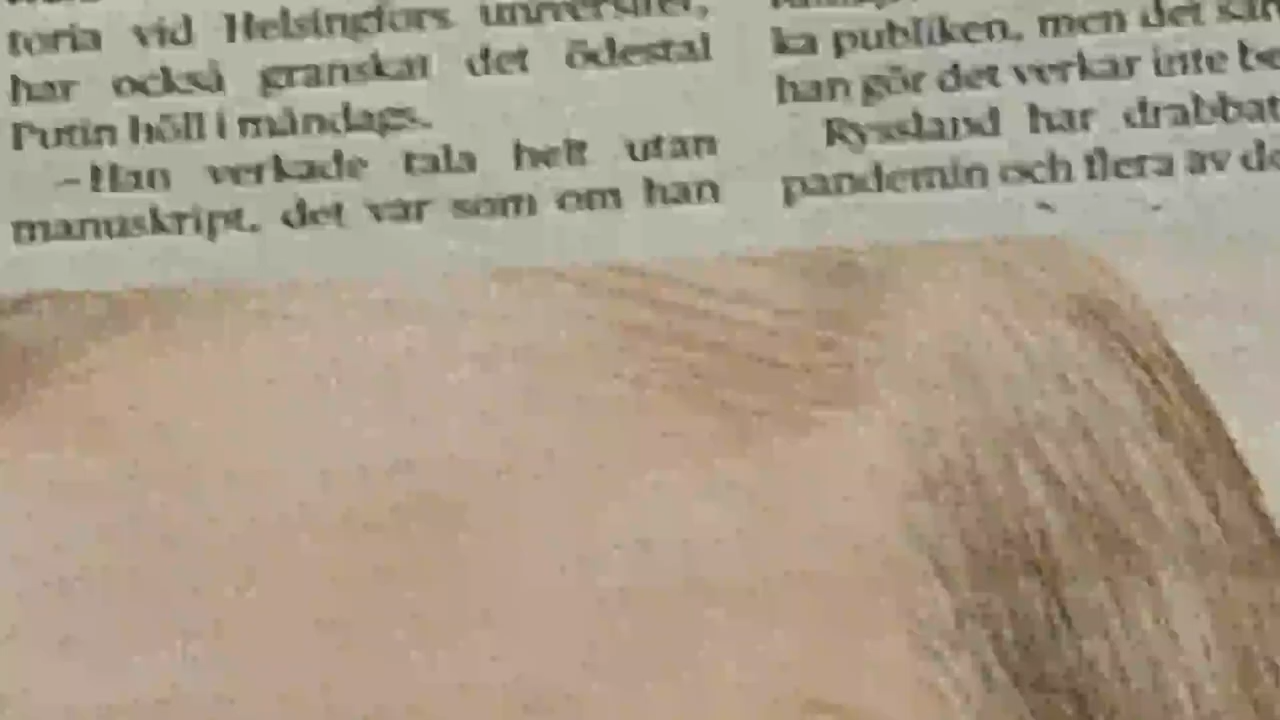 toria vid Helsingfors universitet,
har också granskat det ödestal
Putin höll i måndags.
–Han verkade tala helt utan
manuskript, det var som om han
ka publiken, men det
han gör det verkar inte
Ryssland har drabbat
pandemin och flera av de